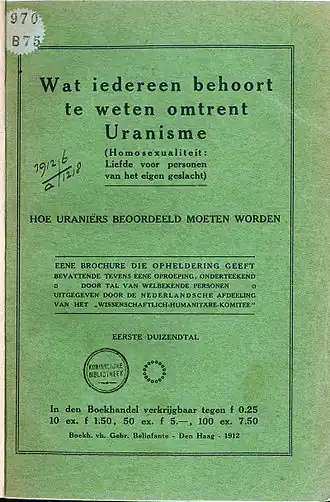 970
B75
Wat iedereen behoort
te weten omtrent
Uranisme
(Homosexualiteit:
Liefde voor personen
van het eigen geslacht)
1912 6
a 1128
HOE URANIËRS BEOORDEELD MOETEN WORDEN
EENE BROCHURE DIE OPHELDERING GEEFT
BEVATTENDE TEVENS EENE OPROEPING, ONDERTEEKEND
DOOR TAL VAN WELBEKENDE PERSONEN
UITGEGEVEN DOOR DE NEDERLANDSCHE AFDEELING
VAN HET „WISSENSCHAFTLICH-HUMANITÄRE-KOMITEE”
EERSTE DUIZENDTAL
KONINKLIJKE
BIBLIOTHEEK
In den Boekhandel verkrijgbaar tegen f 0.25
10 ex. f 1.50, 50 ex. f 5.—, 100 ex. 7.50
Boekh. vh. Gebr. Belinfante - Den Haag - 1912